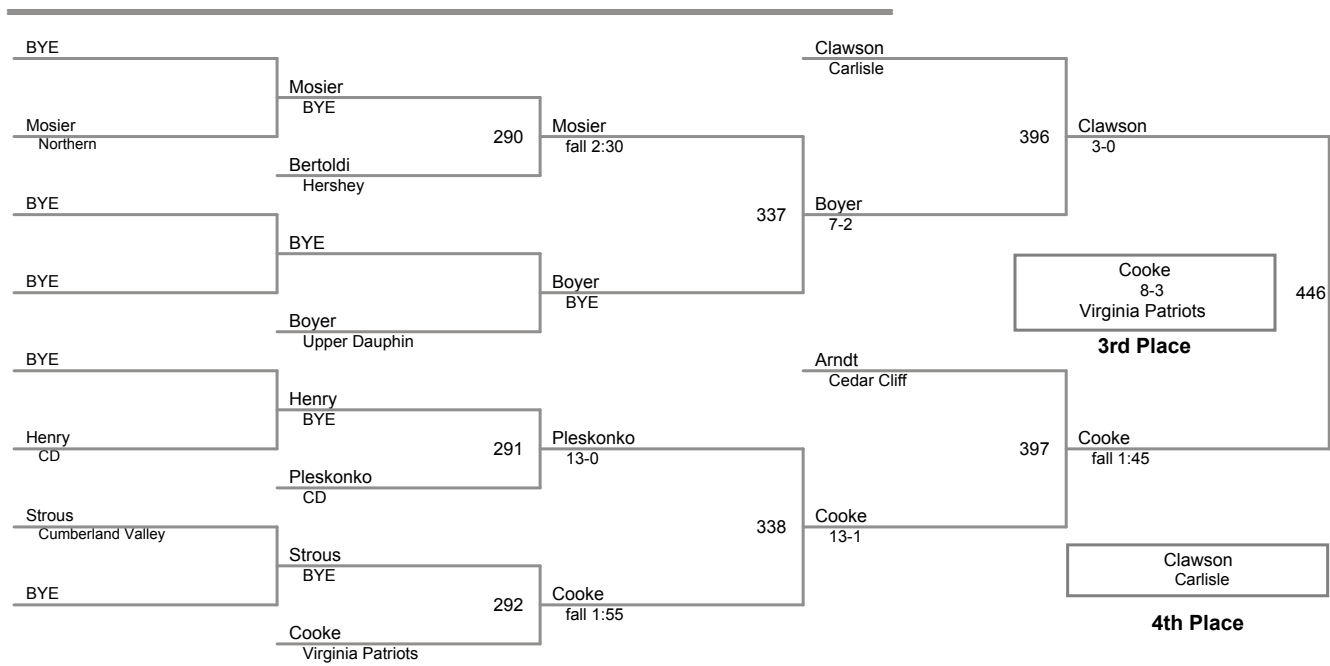 BYE
Clawson
Carlisle
Mosier
BYE
Mosier
Northern
290
Mosier
fall 2:30
396
Clawson
3-0
Bertoldi
Hershey
BYE
337
Boyer
7-2
BYE
BYE
Boyer
BYE
Cooke
8-3
Virginia Patriots
446
3rd Place
Boyer
Upper Dauphin
BYE
Arndt
Cedar Cliff
Henry
BYE
Henry
CD
291
Pleskonko
13-0
397
Cooke
fall 1:45
Pleskonko
CD
Strous
Cumberland Valley
338
Cooke
13-1
Strous
BYE
Clawson
Carlisle
BYE
292
Cooke
fall 1:55
4th Place
Cooke
Virginia Patriots